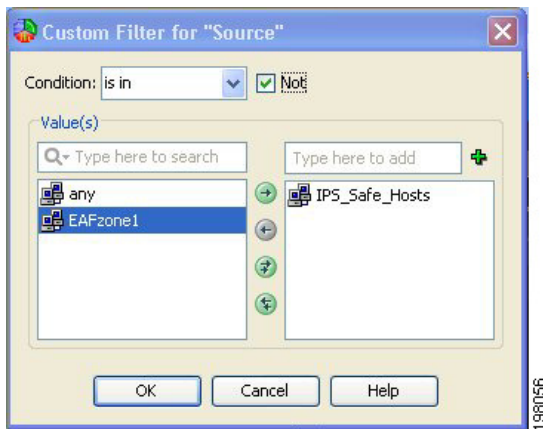 Custom Filter for "Source"
Condition: is in Not
Value(s)
Type here to search Type here to add
any IPS_Safe_Hosts
EAFzone1
OK Cancel Help
198056